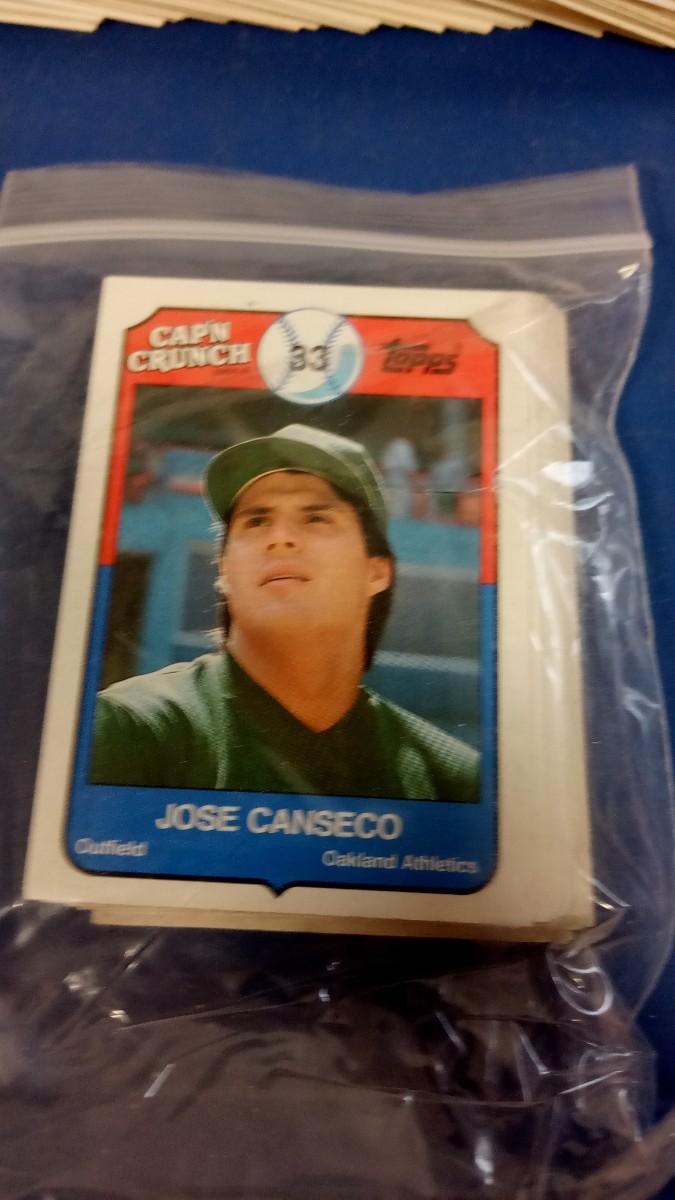 CAP'N
CRUNCH
33
TOPPS
JOSE CANSECO
Outfield
Oakland Athletics